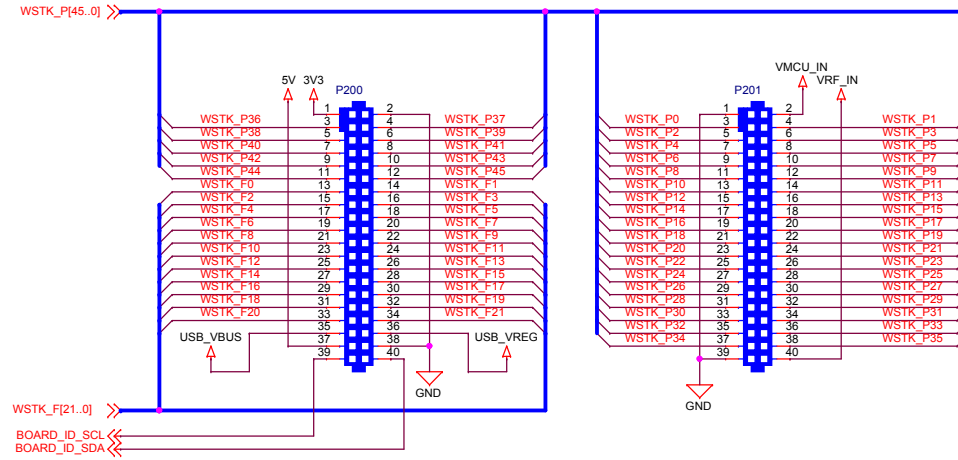 WSTK_P[45..0]
VMCU_IN
5V 3V3 P200 P201 VRF_IN
1 2 1 2
WSTK_P36 3 4 WSTK_P37 WSTK_P0 3 4 WSTK_P1
WSTK_P38 5 6 WSTK_P39 WSTK_P2 5 6 WSTK_P3
WSTK_P40 7 8 WSTK_P41 WSTK_P4 7 8 WSTK_P5
WSTK_P42 9 10 WSTK_P43 WSTK_P6 9 10 WSTK_P7
WSTK_P44 11 12 WSTK_P45 WSTK_P8 11 12 WSTK_P9
WSTK_F0 13 14 WSTK_F1 WSTK_P10 13 14 WSTK_P11
WSTK_F2 15 16 WSTK_F3 WSTK_P12 15 16 WSTK_P13
WSTK_F4 17 18 WSTK_F5 WSTK_P14 17 18 WSTK_P15
WSTK_F6 19 20 WSTK_F7 WSTK_P16 19 20 WSTK_P17
WSTK_F8 21 22 WSTK_F9 WSTK_P18 21 22 WSTK_P19
WSTK_F10 23 24 WSTK_F11 WSTK_P20 23 24 WSTK_P21
WSTK_F12 25 26 WSTK_F13 WSTK_P22 25 26 WSTK_P23
WSTK_F14 27 28 WSTK_F15 WSTK_P24 27 28 WSTK_P25
WSTK_F16 29 30 WSTK_F17 WSTK_P26 29 30 WSTK_P27
WSTK_F18 31 32 WSTK_F19 WSTK_P28 31 32 WSTK_P29
WSTK_F20 33 34 WSTK_F21 WSTK_P30 33 34 WSTK_P31
35 36 WSTK_P32 35 36 WSTK_P33
USB_VBUS 37 38 USB_VREG WSTK_P34 37 38 WSTK_P35
39 40 39 40
GND GND
WSTK_F[21..0]
BOARD_ID_SCL
BOARD_ID_SDA